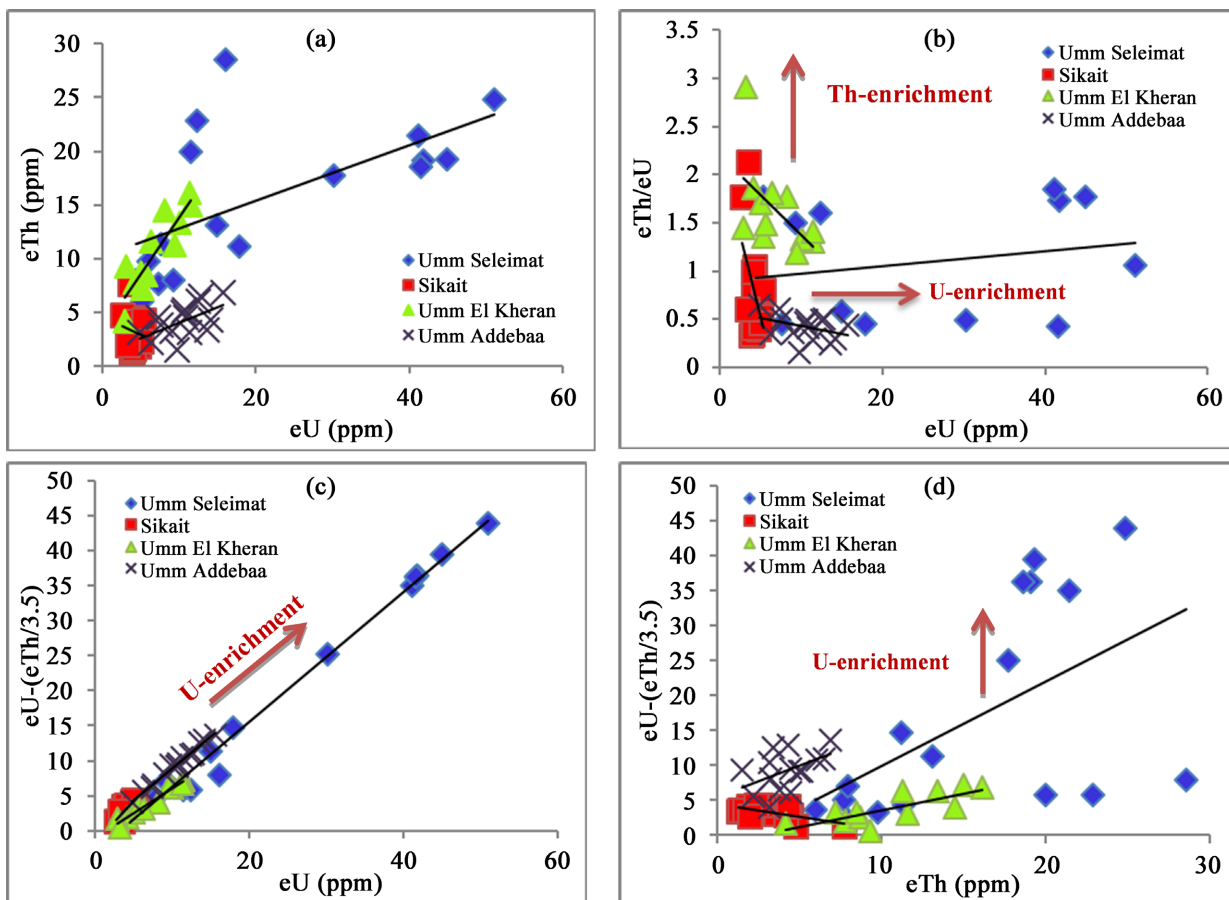 (a)
30
25
20
15
10
5
0
0
20
40
60
eTh (ppm)
eU (ppm)
Umm Seleimat
Sikait
Umm El Kheran
Umm Addebaa
(b)
3.5
3
2.5
2
1.5
1
0.5
0
0
20
40
60
eTh/eU
eU (ppm)
Umm Seleimat
Sikait
Umm El Kheran
Umm Addebaa
Th-enrichment
U-enrichment
(c)
50
45
40
35
30
25
20
15
10
5
0
0
20
40
60
eU-(eTh/3.5)
eU (ppm)
Umm Seleimat
Sikait
Umm El Kheran
Umm Addebaa
U-enrichment
(d)
50
45
40
35
30
25
20
15
10
5
0
0
10
20
30
eU-(eTh/3.5)
eTh (ppm)
Umm Seleimat
Sikait
Umm El Kheran
Umm Addebaa
U-enrichment